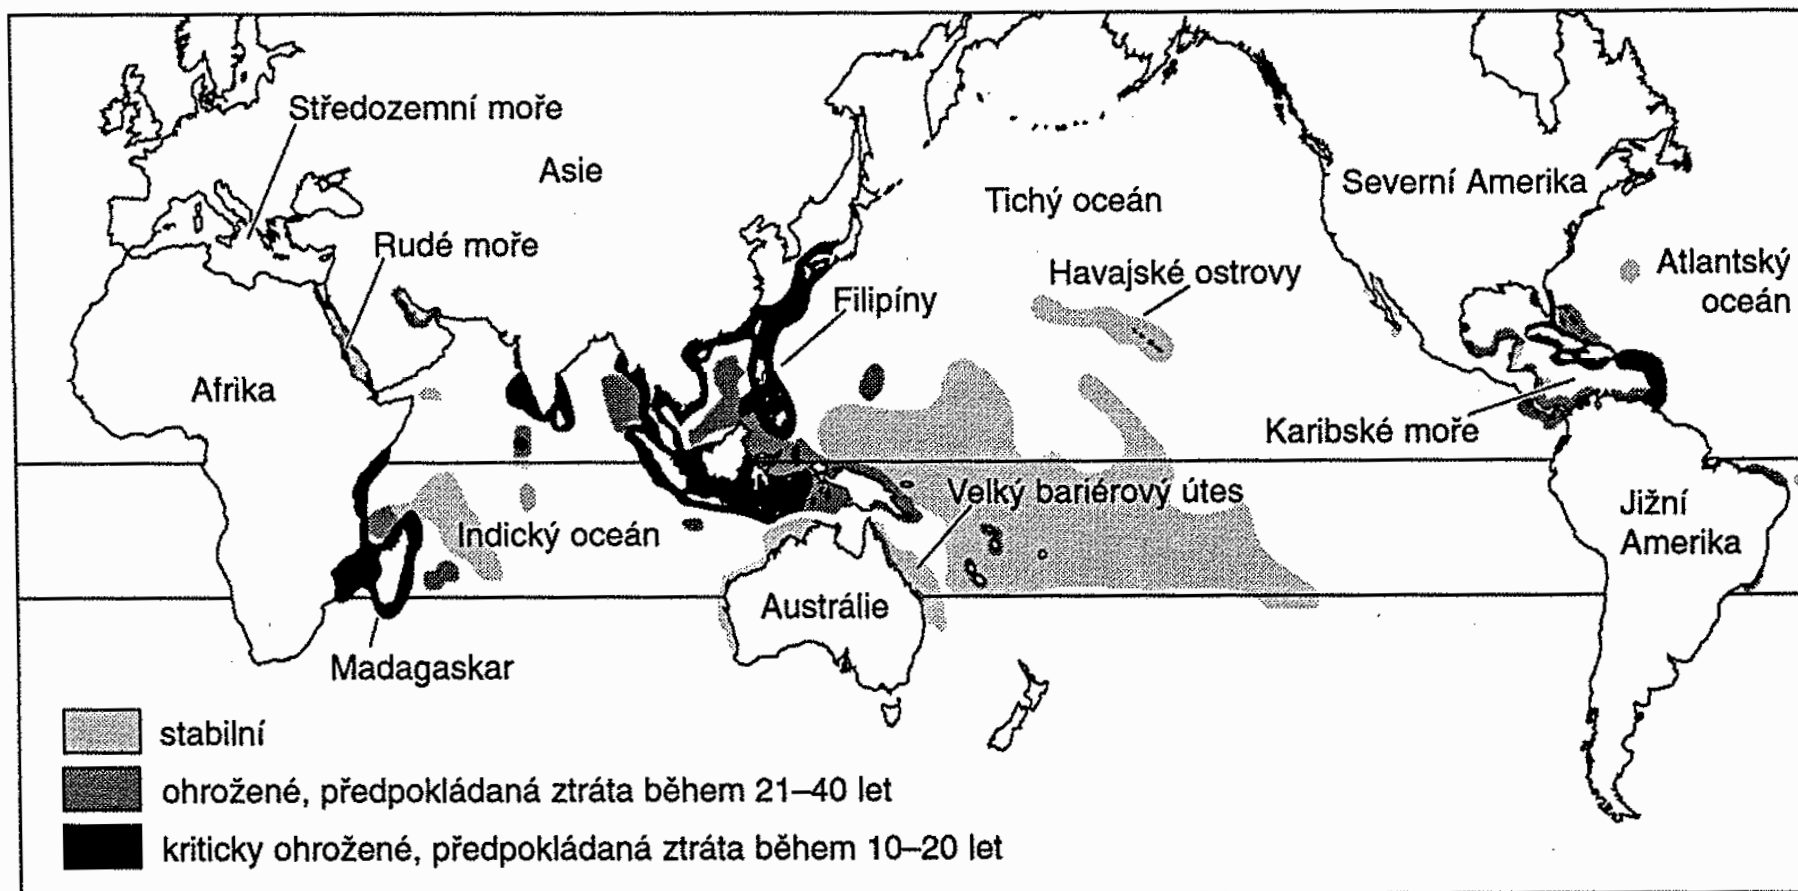 Středozemní moře
Asie
Severní Amerika
Tichý oceán
Rudé moře
Havajské ostrovy
Atlantský
oceán
Filipíny
Afrika
Karibské moře
Velký bariérový útes
Indický oceán
Jižní
Amerika
Austrálie
Madagaskar
stabilní
ohrožené, předpokládaná ztráta během 21–40 let
kriticky ohrožené, předpokládaná ztráta během 10–20 let